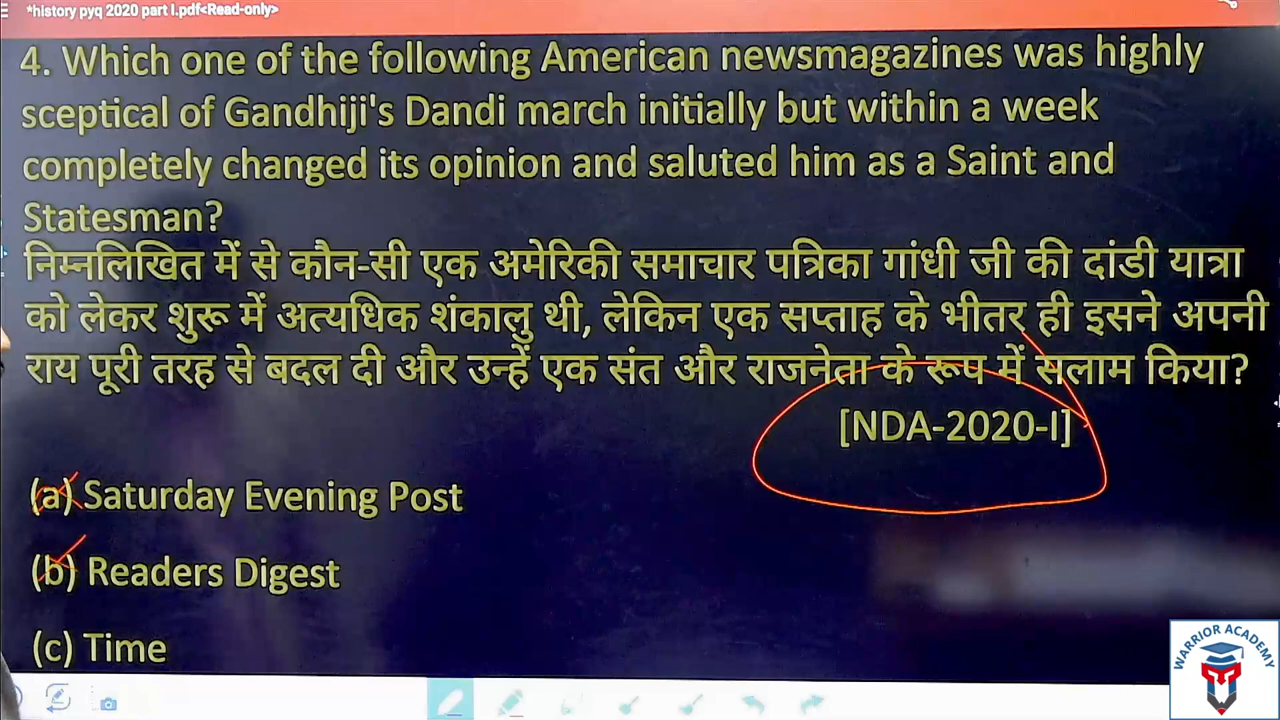 *history pyq 2020 part I.pdf<Read-only>
4. Which one of the following American newsmagazines was highly
sceptical of Gandhiji's Dandi march initially but within a week
completely changed its opinion and saluted him as a Saint and
Statesman?
निम्नलिखित में से कौन-सी एक अमेरिकी समाचार पत्रिका गांधी जी की दांडी यात्रा
को लेकर शुरू में अत्यधिक शंकालु थी, लेकिन एक सप्ताह के भीतर ही इसने अपनी
राय पूरी तरह से बदल दी और उन्हें एक संत और राजनेता के रूप में सलाम किया?
[NDA-2020-I]
(a) Saturday Evening Post
(b) Readers Digest
(c) Time
WARRIOR ACADEMY